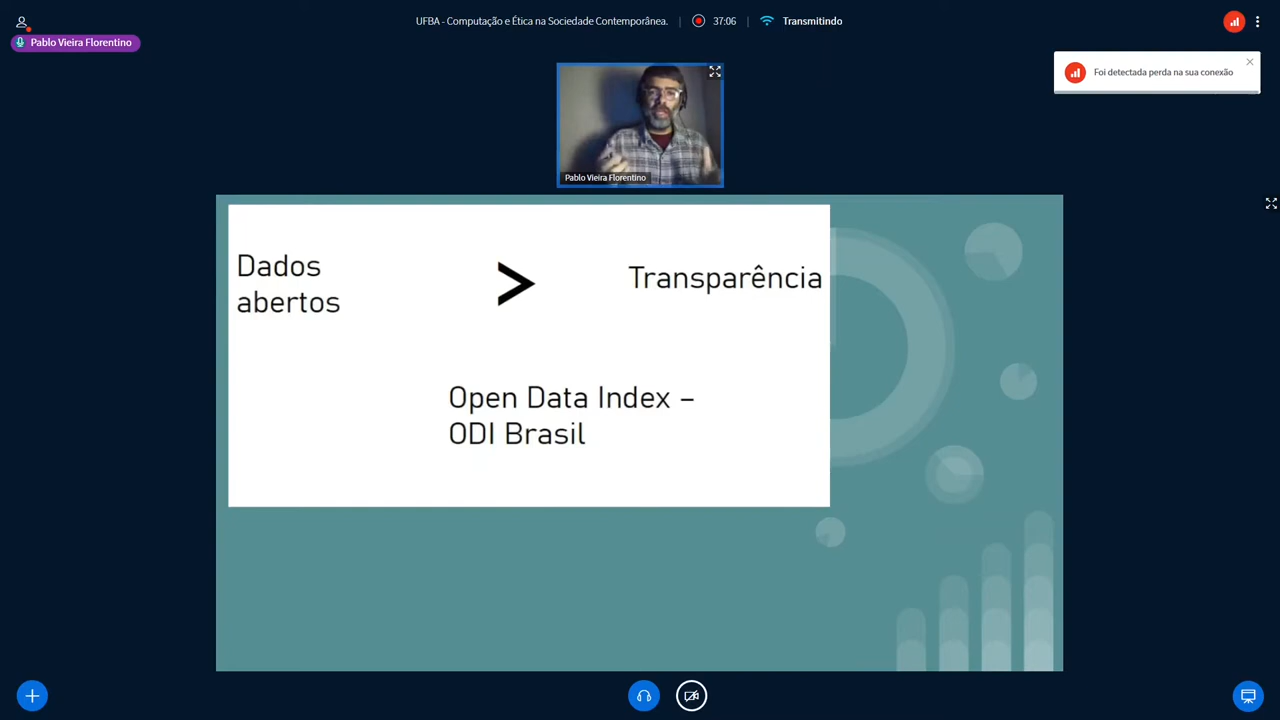 UFBA - Computação e Ética na Sociedade Contemporânea.
37:06
Transmitindo
Pablo Vieira Florentino
Foi detectada perda na sua conexão
Pablo Vieira Florentino
Dados
abertos
>
Transparência
Open Data Index –
ODI Brasil